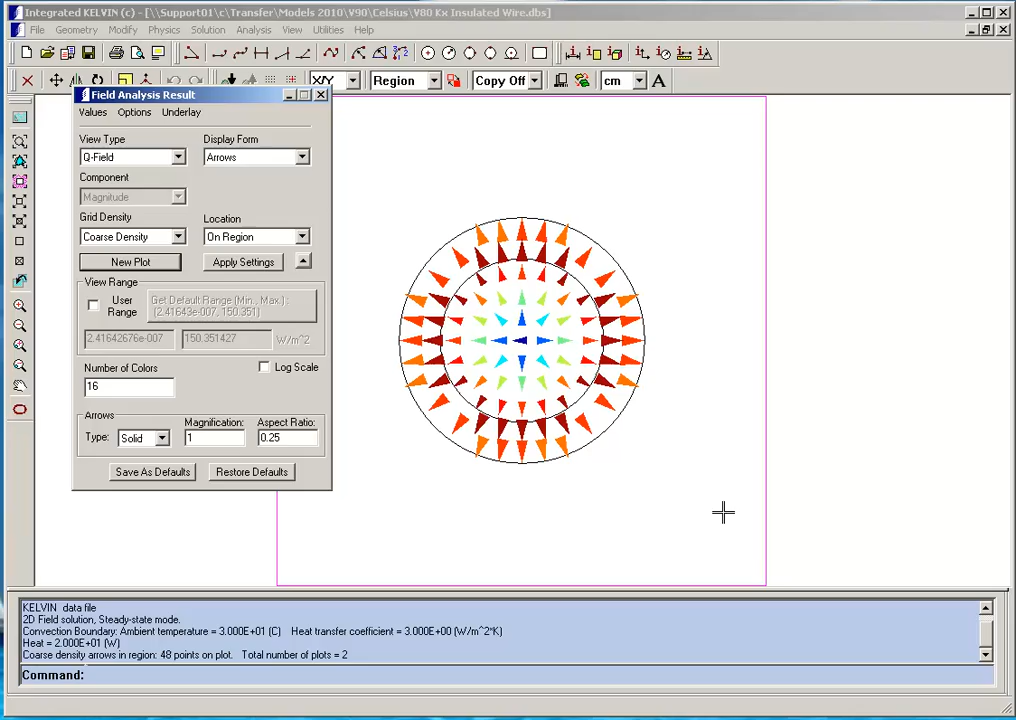 Integrated KELVIN (c) - [\\Support01\c\Transfer\Models 2010\V90\Celsius\V80 Kx Insulated Wire.dbs]
File Geometry Modify Physics Solution Analysis View Utilities Help
X/Y Region Copy Off cm A
Field Analysis Result
Values Options Underlay
View Type Display Form
Q-Field Arrows
Component
Magnitude
Grid Density Location
Coarse Density On Region
New Plot Apply Settings
View Range
User Range
Get Default Range (Min., Max.) :
(2.41643e-007, 150.351)
2.41642676e-007 150.351427 W/m^2
Number of Colors Log Scale
16
Arrows
Type: Solid Magnification: 1 Aspect Ratio: 0.25
Save As Defaults Restore Defaults
KELVIN data file
2D Field solution, Steady-state mode.
Convection Boundary: Ambient temperature = 3.000E+01 (C) Heat transfer coefficient = 3.000E+00 (W/m^2*K)
Heat = 2.000E+01 (W)
Coarse density arrows in region: 48 points on plot. Total number of plots = 2
Command: